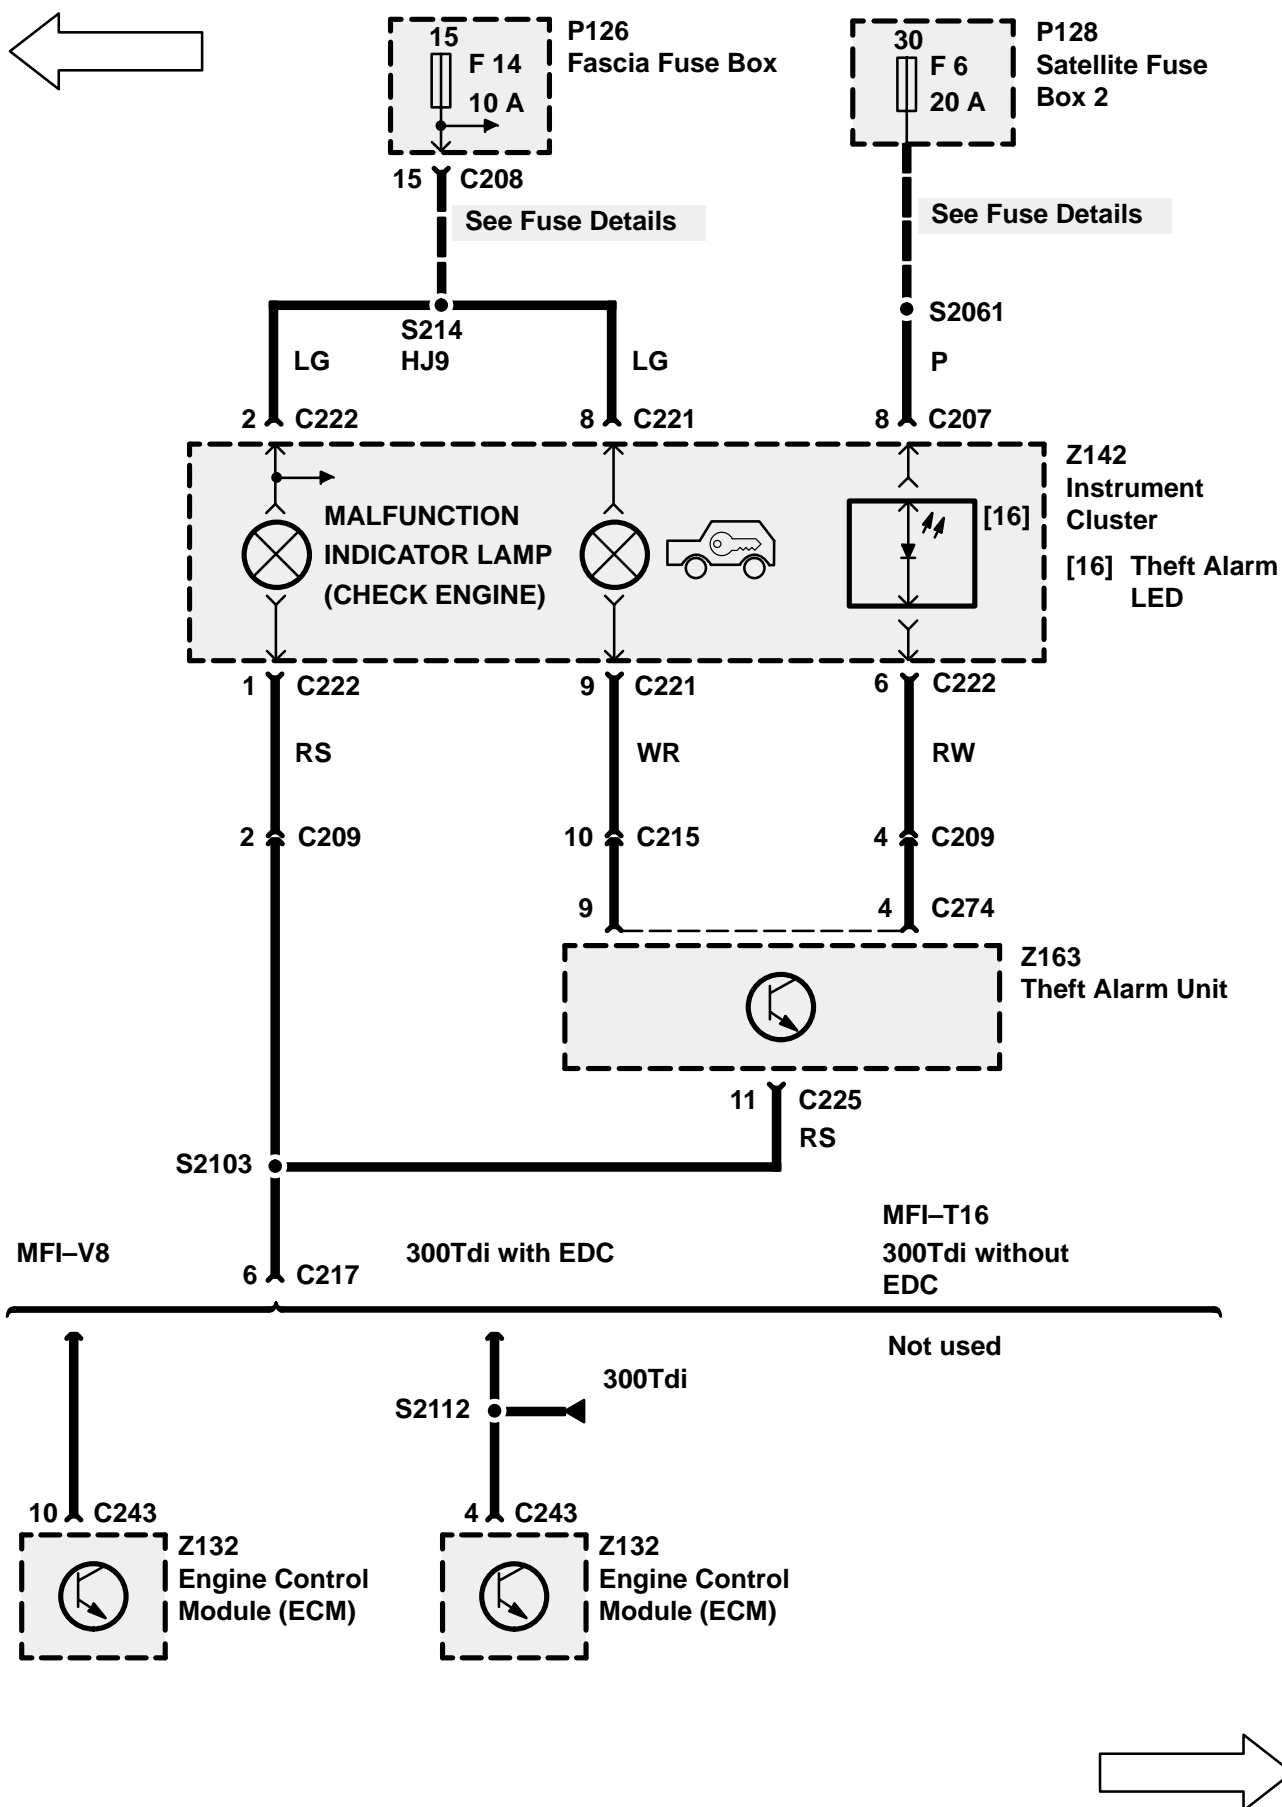 15
F 14
10 A
P126
Fascia Fuse Box
30
F 6
20 A
P128
Satellite Fuse
Box 2
15 C208
See Fuse Details
See Fuse Details
S214
HJ9
S2061
LG
LG
P
2 C222
8 C221
8 C207
MALFUNCTION
INDICATOR LAMP
(CHECK ENGINE)
[16]
Z142
Instrument
Cluster
[16] Theft Alarm
LED
1 C222
9 C221
6 C222
RS
WR
RW
2 C209
10 C215
4 C209
9
4 C274
Z163
Theft Alarm Unit
11 C225
RS
S2103
MFI–V8
6 C217
300Tdi with EDC
MFI–T16
300Tdi without
EDC
Not used
300Tdi
S2112
10 C243
4 C243
Z132
Engine Control
Module (ECM)
Z132
Engine Control
Module (ECM)